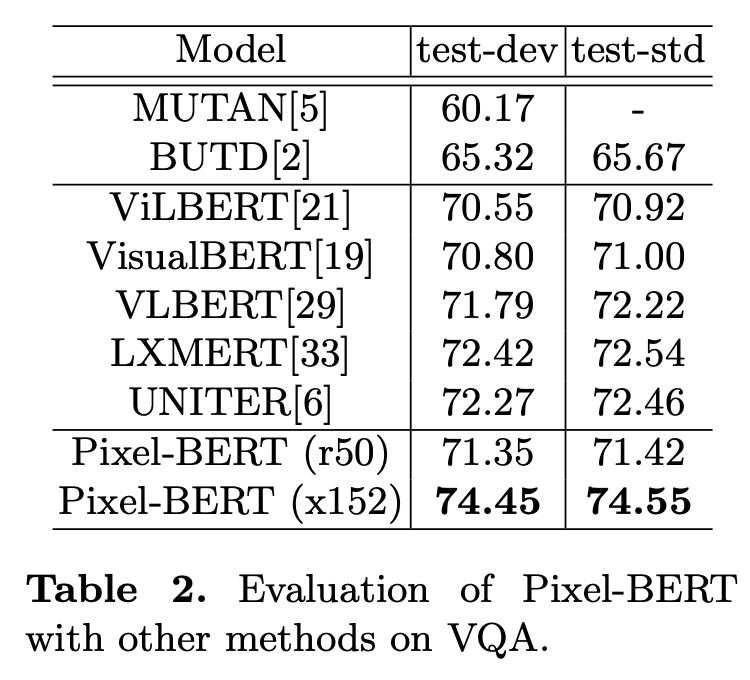 Model test-dev test-std
MUTAN[5] 60.17 -
BUTD[2] 65.32 65.67
ViLBERT[21] 70.55 70.92
VisualBERT[19] 70.80 71.00
VLBERT[29] 71.79 72.22
LXMERT[33] 72.42 72.54
UNITER[6] 72.27 72.46
Pixel-BERT (r50) 71.35 71.42
Pixel-BERT (x152) 74.45 74.55
Table 2. Evaluation of Pixel-BERT
with other methods on VQA.